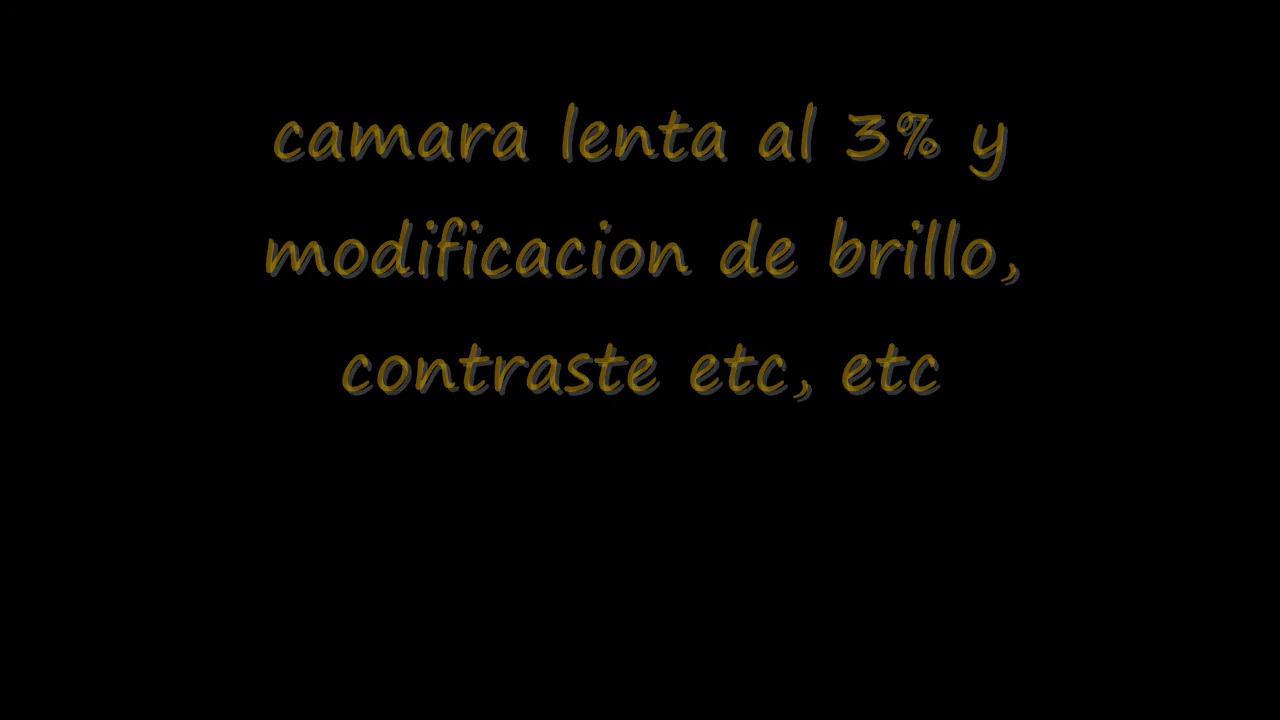 camara lenta al 3% y
modificacion de brillo,
contraste etc, etc